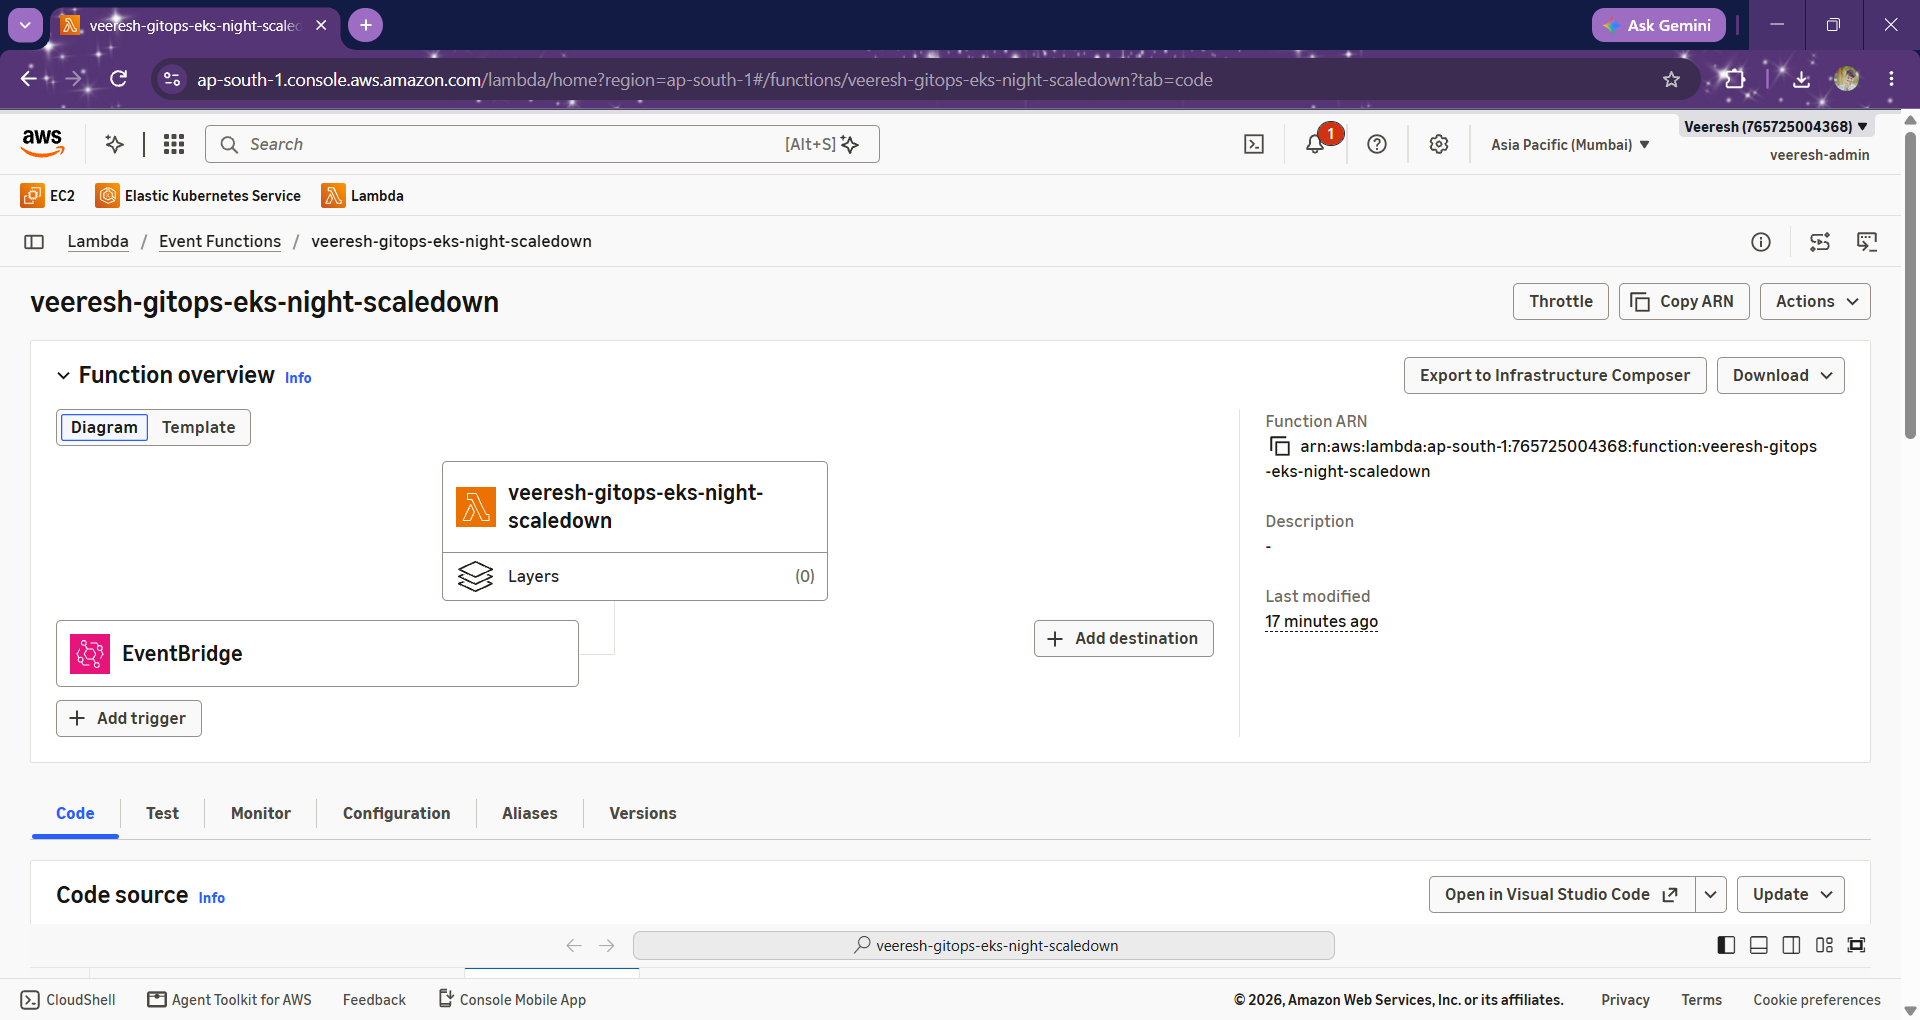 veeresh-gitops-eks-night-scaled
Ask Gemini
ap-south-1.console.aws.amazon.com/lambda/home?region=ap-south-1#/functions/veeresh-gitops-eks-night-scaledown?tab=code
aws
Search
[Alt+S]
1
Asia Pacific (Mumbai)
Veeresh (765725004368)
veeresh-admin
EC2
Elastic Kubernetes Service
Lambda
Lambda / Event Functions / veeresh-gitops-eks-night-scaledown
veeresh-gitops-eks-night-scaledown
Throttle
Copy ARN
Actions
Function overview Info
Export to Infrastructure Composer
Download
Diagram
Template
veeresh-gitops-eks-night-
scaledown
Layers
(0)
EventBridge
Add destination
Add trigger
Function ARN
arn:aws:lambda:ap-south-1:765725004368:function:veeresh-gitops
-eks-night-scaledown
Description
-
Last modified
17 minutes ago
Code
Test
Monitor
Configuration
Aliases
Versions
Code source Info
Open in Visual Studio Code
Update
veeresh-gitops-eks-night-scaledown
CloudShell
Agent Toolkit for AWS
Feedback
Console Mobile App
© 2026, Amazon Web Services, Inc. or its affiliates.
Privacy
Terms
Cookie preferences